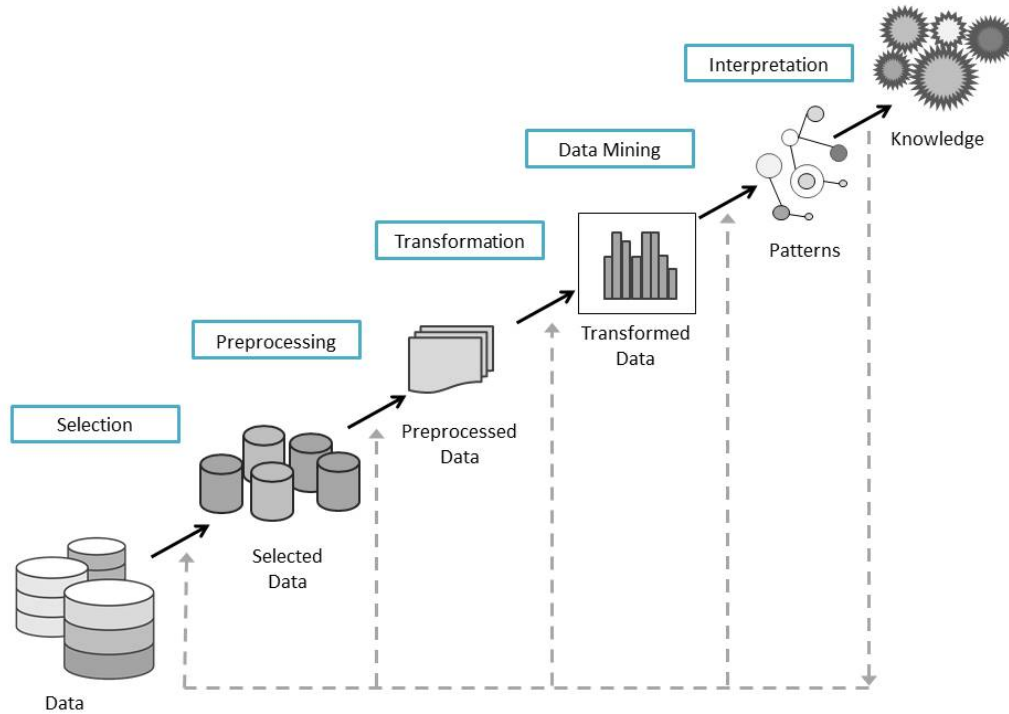 Interpretation
Knowledge
Data Mining
Patterns
Transformation
Transformed
Data
Preprocessing
Preprocessed
Data
Selection
Selected
Data
Data